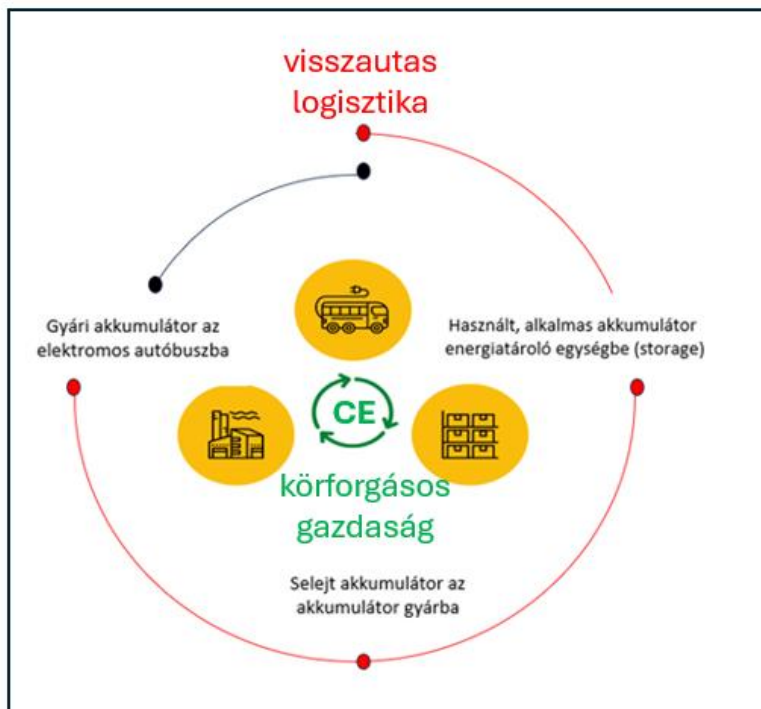 visszautas
logisztika
Gyári akkumulátor az
elektromos autóbuszba
Használt, alkalmas akkumulátor
energiatároló egységbe (storage)
CE
körforgásos
gazdaság
Selejt akkumulátor az
akkumulátor gyárba